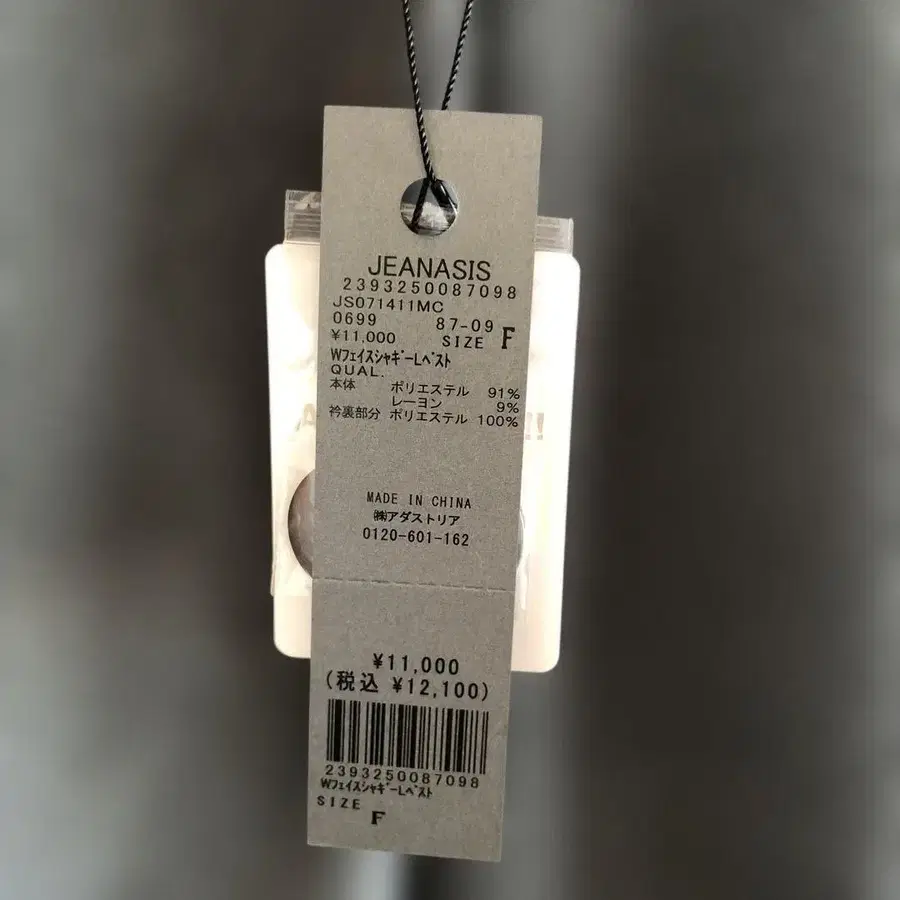 JEANASIS
2393250087098
JS071411MC
0699 87-09
¥11,000 SIZE F
WﾌｪｲｽｼｬｷﾞｰLﾍﾞｽﾄ
QUAL.
本体 ポリエステル 91%
レーヨン 9%
衿裏部分 ポリエステル 100%
MADE IN CHINA
㈱アダストリア
0120-601-162
¥11,000
(税込 ¥12,100)
2393250087098
WﾌｪｲｽｼｬｷﾞｰLﾍﾞｽﾄ
SIZE
F